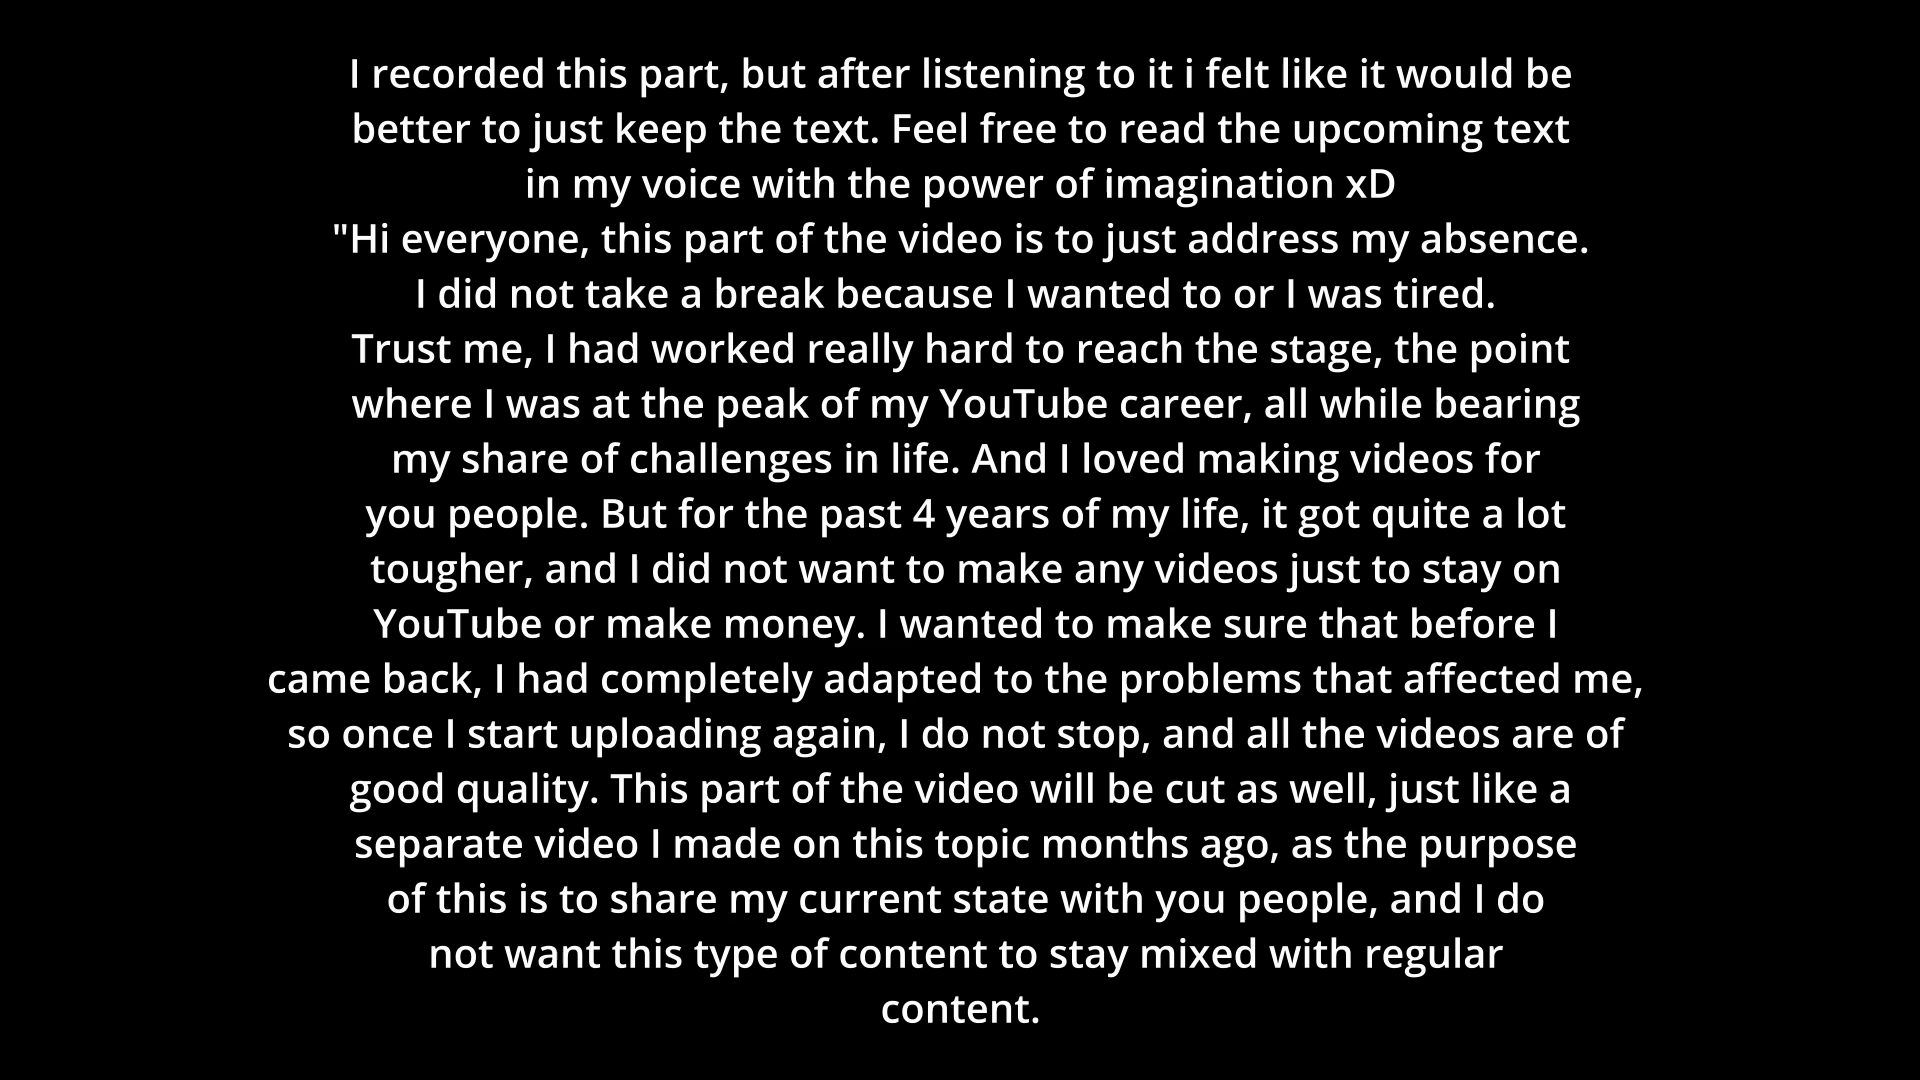 I recorded this part, but after listening to it i felt like it would be
better to just keep the text. Feel free to read the upcoming text
in my voice with the power of imagination xD
"Hi everyone, this part of the video is to just address my absence.
I did not take a break because I wanted to or I was tired.
Trust me, I had worked really hard to reach the stage, the point
where I was at the peak of my YouTube career, all while bearing
my share of challenges in life. And I loved making videos for
you people. But for the past 4 years of my life, it got quite a lot
tougher, and I did not want to make any videos just to stay on
YouTube or make money. I wanted to make sure that before I
came back, I had completely adapted to the problems that affected me,
so once I start uploading again, I do not stop, and all the videos are of
good quality. This part of the video will be cut as well, just like a
separate video I made on this topic months ago, as the purpose
of this is to share my current state with you people, and I do
not want this type of content to stay mixed with regular
content.